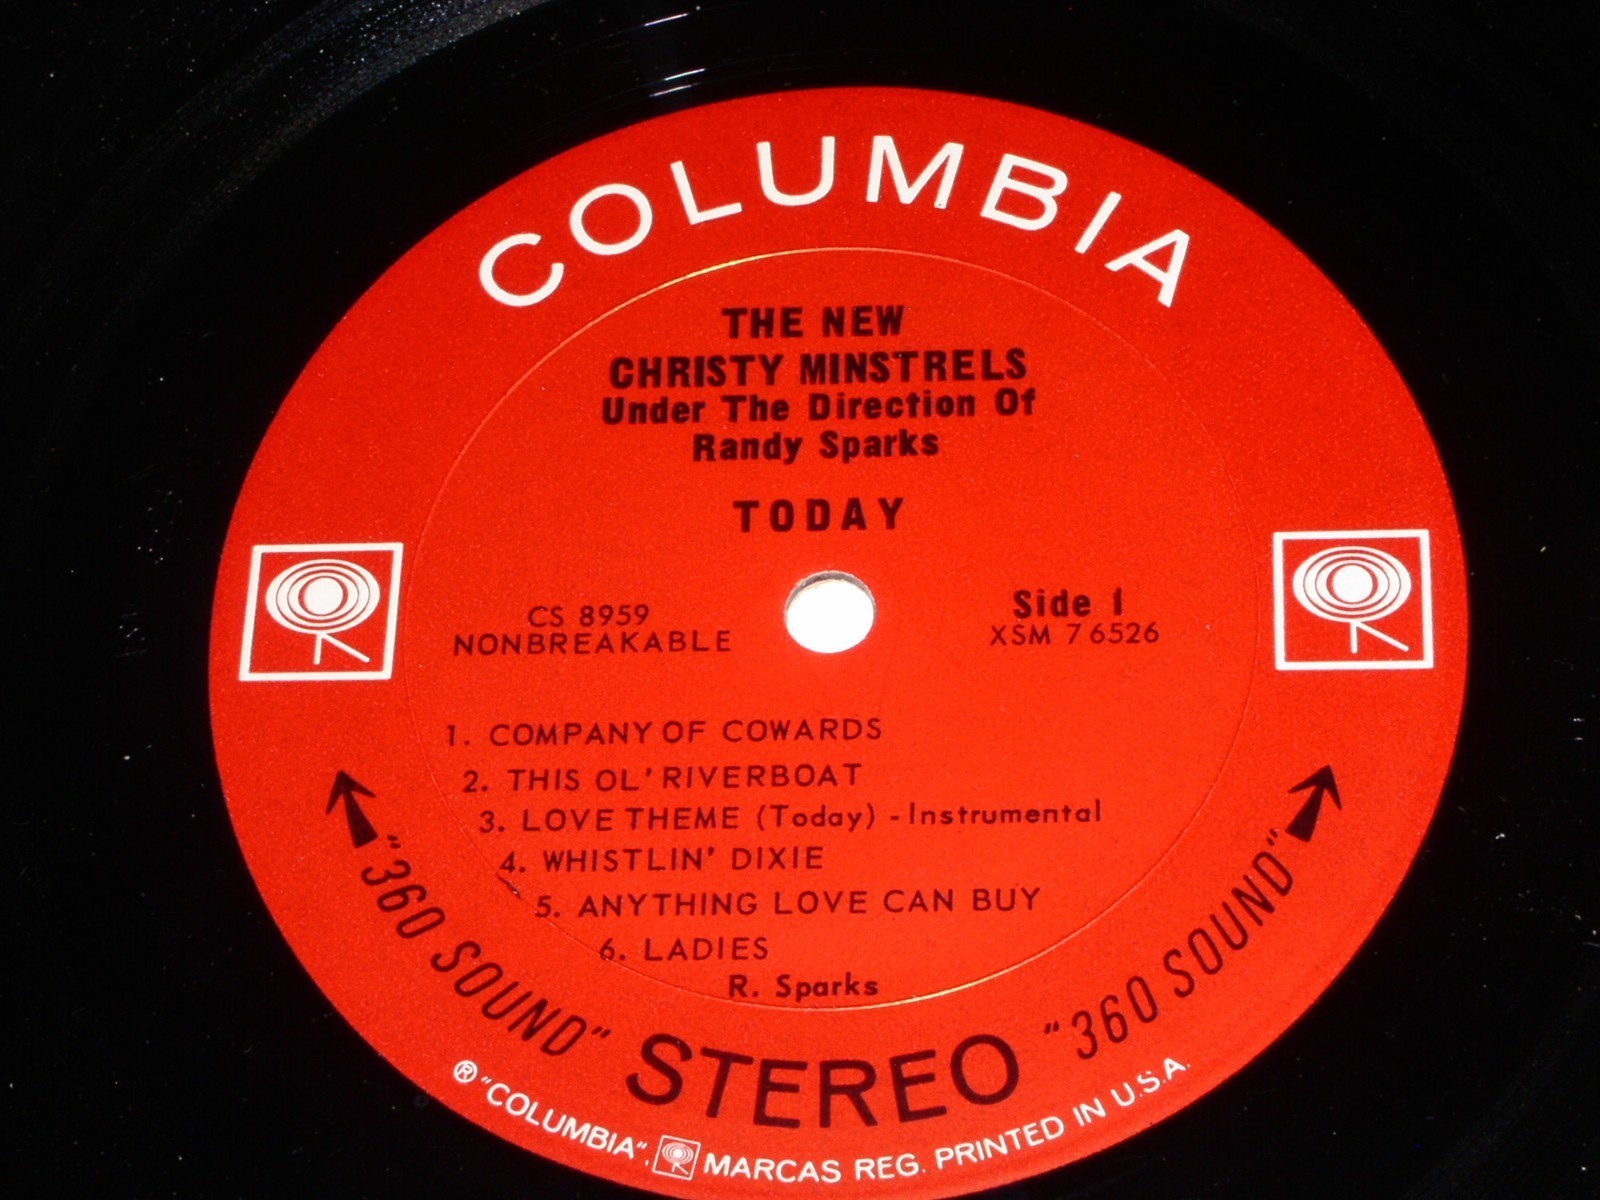 COLUMBIA
THE NEW
CHRISTY MINSTRELS
Under The Direction Of
Randy Sparks
TODAY
CS 8959
NONBREAKABLE
Side 1
XSM 76526
1. COMPANY OF COWARDS
2. THIS OL' RIVERBOAT
3. LOVE THEME (Today) - Instrumental
4. WHISTLIN' DIXIE
5. ANYTHING LOVE CAN BUY
6. LADIES
R. Sparks
"360 SOUND" STEREO "360 SOUND"
® "COLUMBIA", MARCAS REG. PRINTED IN U.S.A.